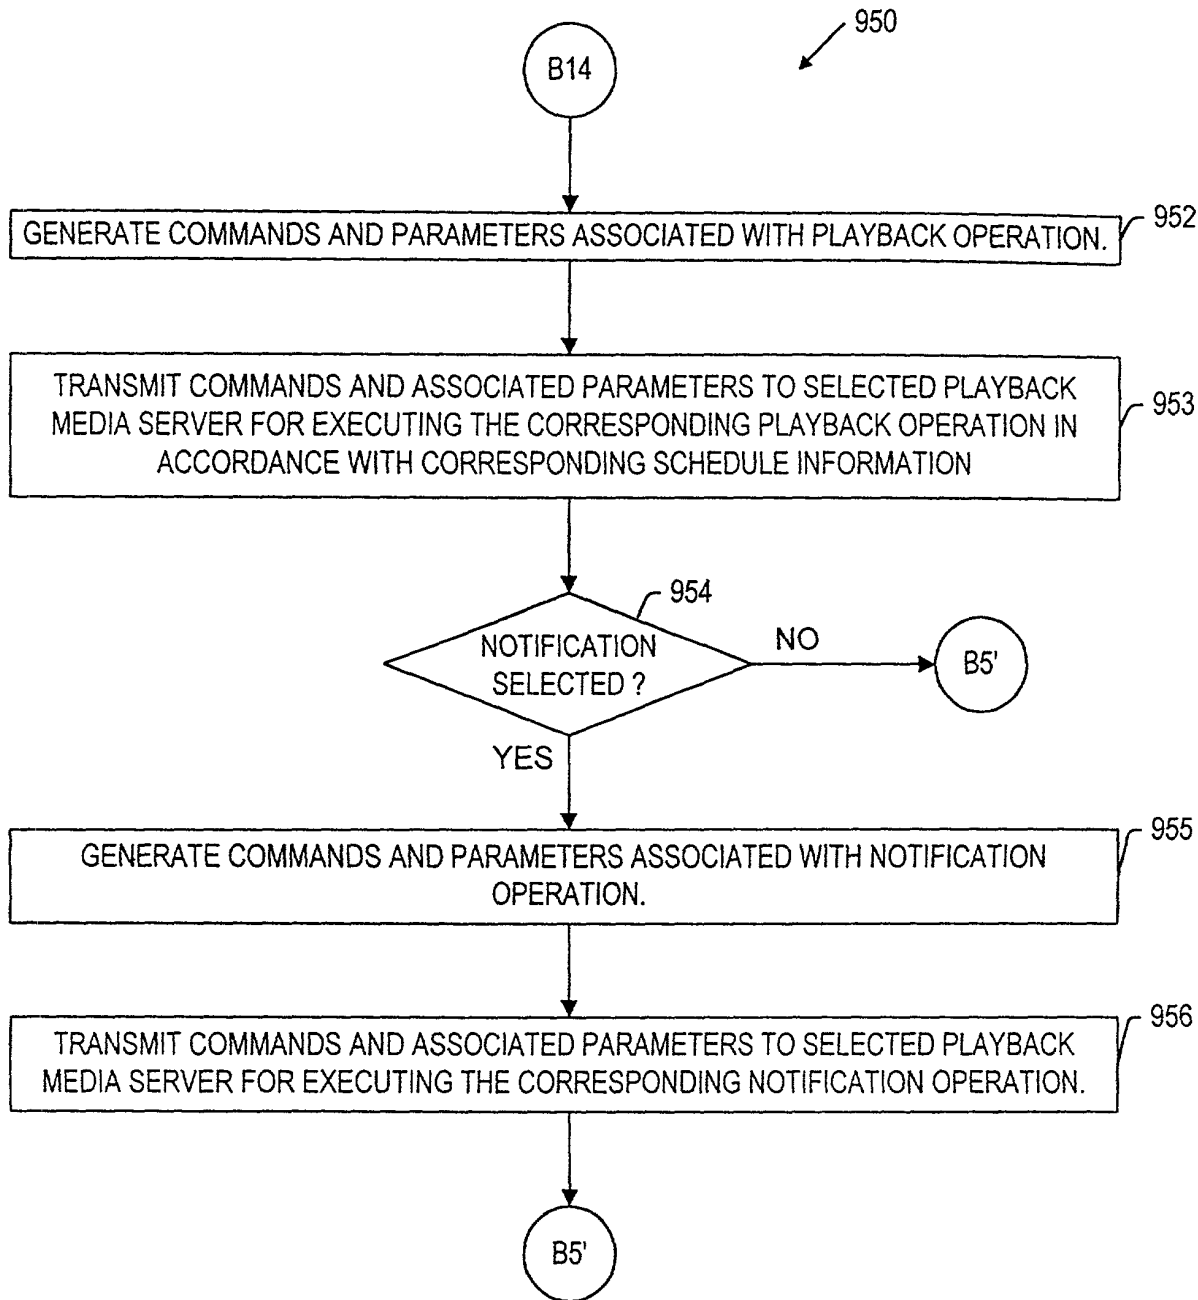 950
B14
952
GENERATE COMMANDS AND PARAMETERS ASSOCIATED WITH PLAYBACK OPERATION.
TRANSMIT COMMANDS AND ASSOCIATED PARAMETERS TO SELECTED PLAYBACK
MEDIA SERVER FOR EXECUTING THE CORRESPONDING PLAYBACK OPERATION IN
ACCORDANCE WITH CORRESPONDING SCHEDULE INFORMATION
953
954
NOTIFICATION
SELECTED ?
NO
B5'
YES
955
GENERATE COMMANDS AND PARAMETERS ASSOCIATED WITH NOTIFICATION
OPERATION.
956
TRANSMIT COMMANDS AND ASSOCIATED PARAMETERS TO SELECTED PLAYBACK
MEDIA SERVER FOR EXECUTING THE CORRESPONDING NOTIFICATION OPERATION.
B5'